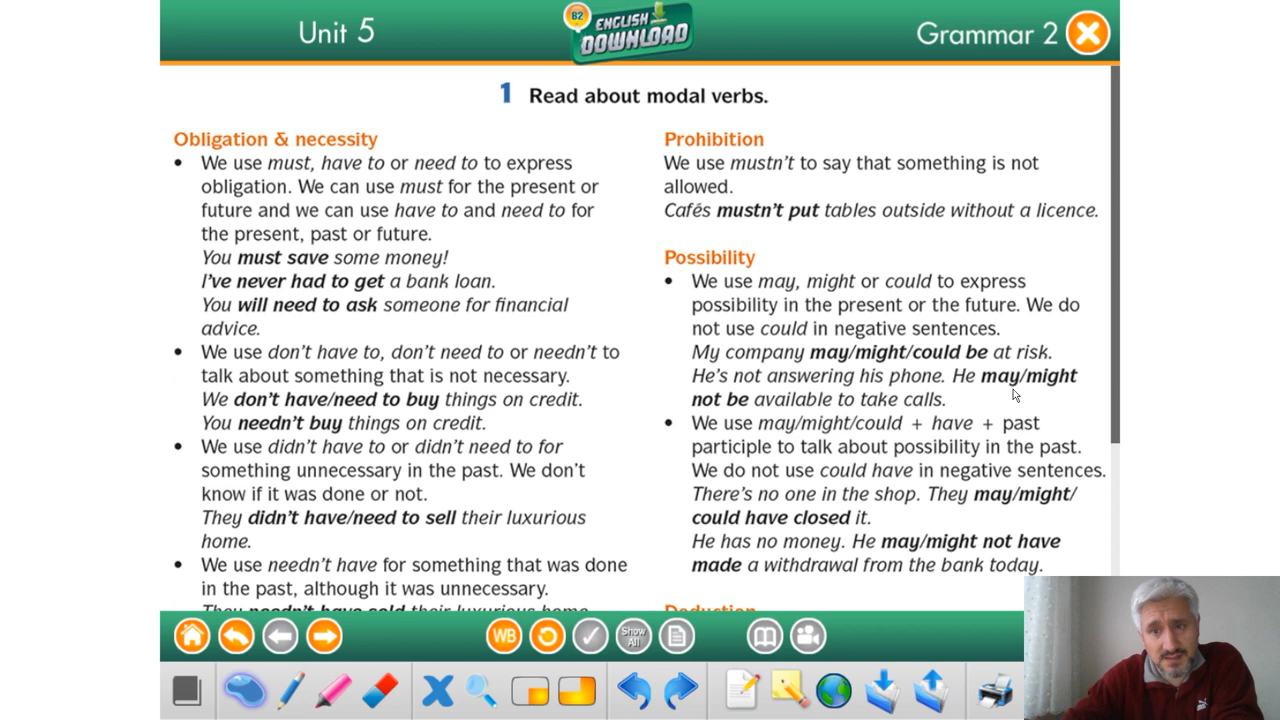 Unit 5
B2
ENGLISH
DOWNLOAD
Grammar 2
1 Read about modal verbs.
Obligation & necessity
• We use must, have to or need to to express
obligation. We can use must for the present or
future and we can use have to and need to for
the present, past or future.
You must save some money!
I've never had to get a bank loan.
You will need to ask someone for financial
advice.
• We use don't have to, don't need to or needn't to
talk about something that is not necessary.
We don't have/need to buy things on credit.
You needn't buy things on credit.
• We use didn't have to or didn't need to for
something unnecessary in the past. We don't
know if it was done or not.
They didn't have/need to sell their luxurious
home.
• We use needn't have for something that was done
in the past, although it was unnecessary.
They needn't have sold their luxurious home.
Prohibition
We use mustn't to say that something is not
allowed.
Cafés mustn't put tables outside without a licence.
Possibility
• We use may, might or could to express
possibility in the present or the future. We do
not use could in negative sentences.
My company may/might/could be at risk.
He's not answering his phone. He may/might
not be available to take calls.
• We use may/might/could + have + past
participle to talk about possibility in the past.
We do not use could have in negative sentences.
There's no one in the shop. They may/might/
could have closed it.
He has no money. He may/might not have
made a withdrawal from the bank today.
Deduction
WB
Show
All